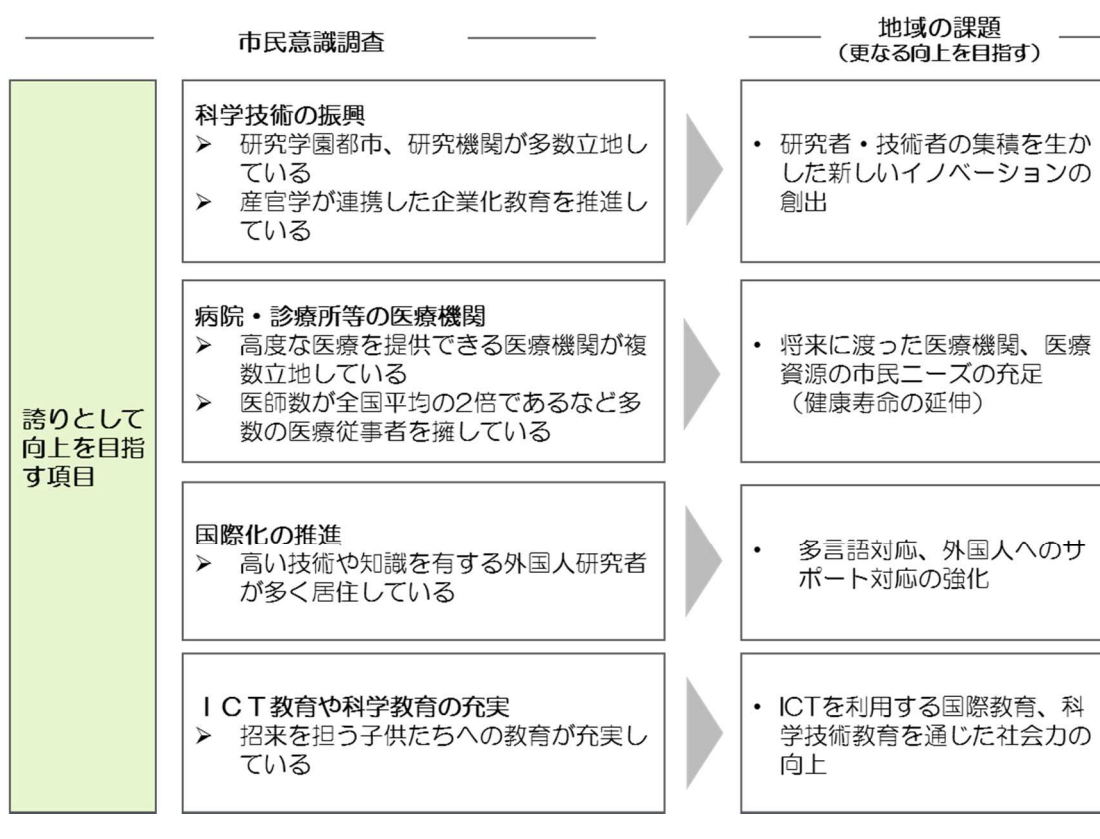 市民意識調査
地域の課題
（更なる向上を目指す）
誇りとして
向上を目指
す項目
科学技術の振興
➢ 研究学園都市、研究機関が多数立地し
ている
➢ 産官学が連携した企業化教育を推進し
ている
・ 研究者・技術者の集積を生か
した新しいイノベーションの
創出
病院・診療所等の医療機関
➢ 高度な医療を提供できる医療機関が複
数立地している
➢ 医師数が全国平均の2倍であるなど多
数の医療従事者を擁している
・ 将来に渡った医療機関、医療
資源の市民ニーズの充足
（健康寿命の延伸）
国際化の推進
➢ 高い技術や知識を有する外国人研究者
が多く居住している
・ 多言語対応、外国人へのサ
ポート対応の強化
ＩＣＴ教育や科学教育の充実
➢ 招来を担う子供たちへの教育が充実し
ている
・ ICTを利用する国際教育、科
学技術教育を通じた社会力の
向上